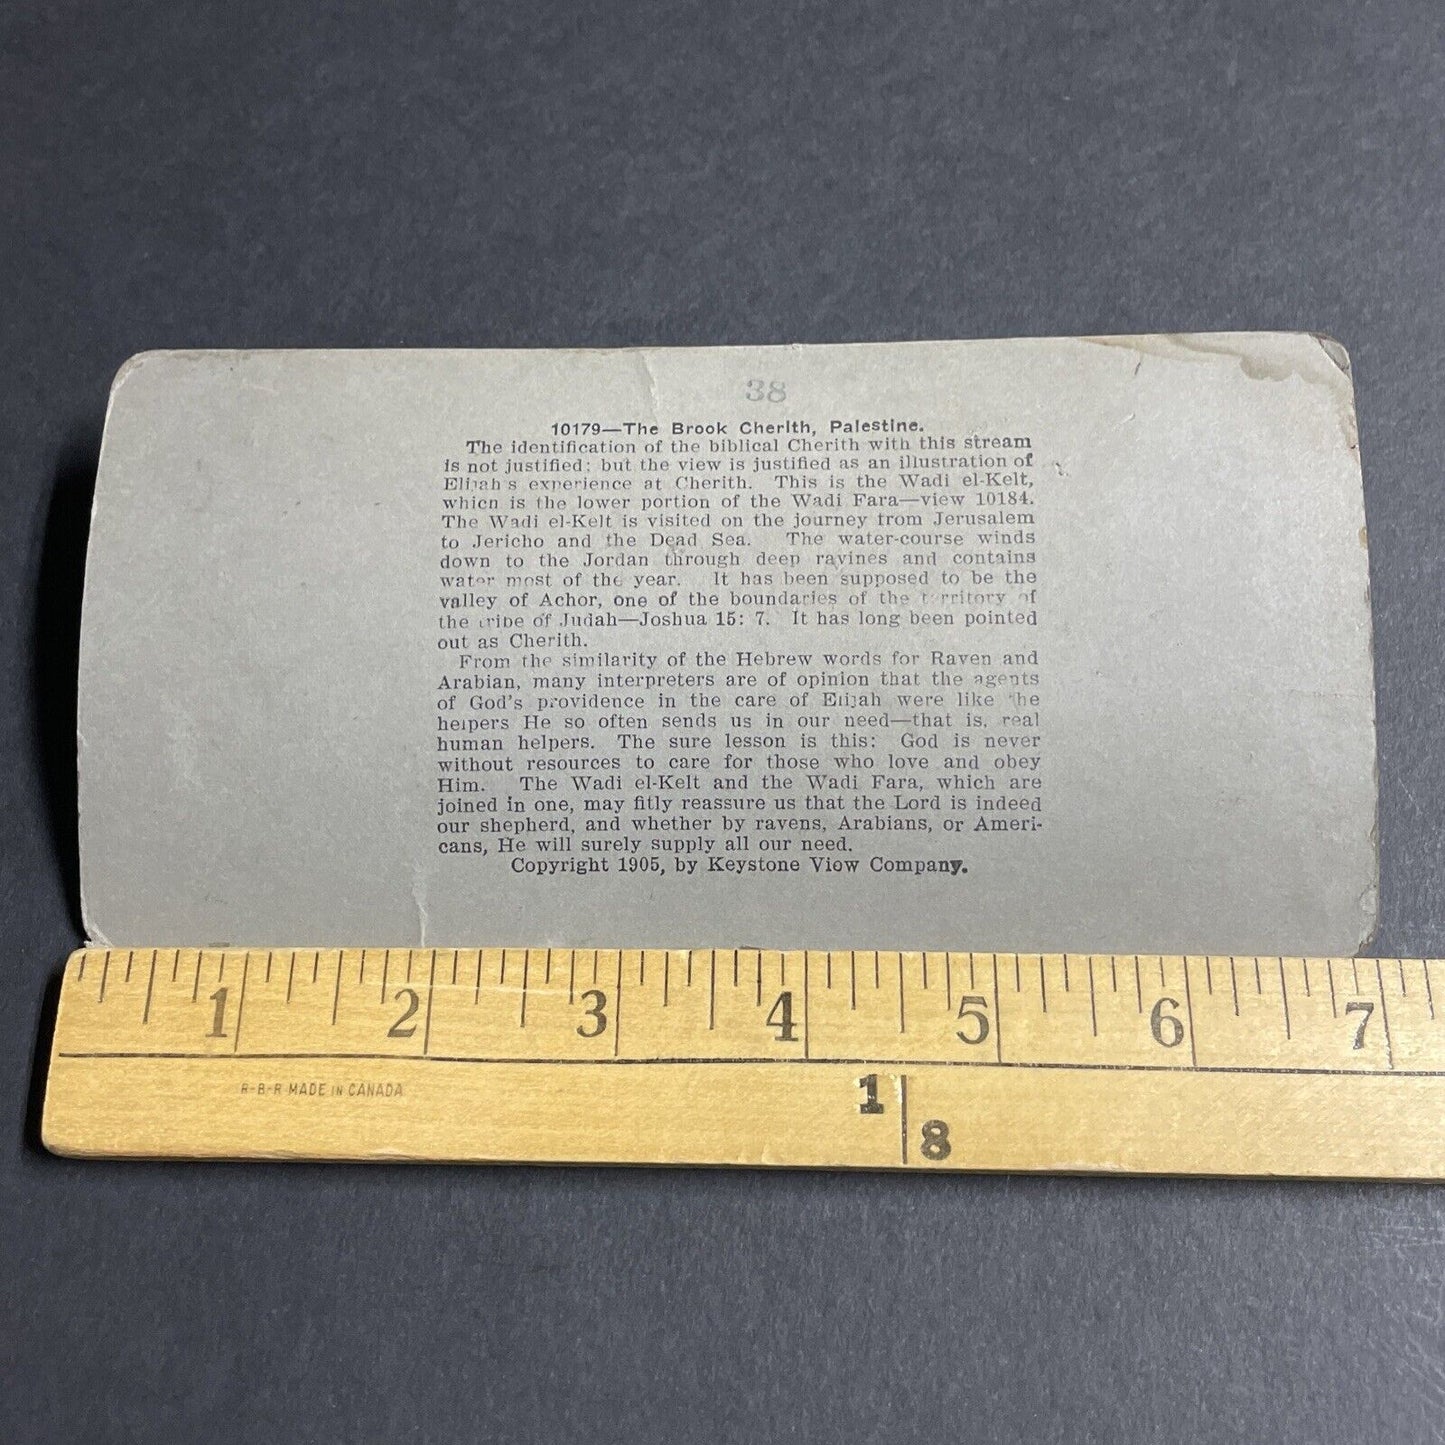 38
10179—The Brook Cherith, Palestine.
The identification of the biblical Cherith with this stream
is not justified; but the view is justified as an illustration of
Elijah's experience at Cherith. This is the Wadi el-Kelt,
which is the lower portion of the Wadi Fara—view 10184.
The Wadi el-Kelt is visited on the journey from Jerusalem
to Jericho and the Dead Sea. The water-course winds
down to the Jordan through deep ravines and contains
water most of the year. It has been supposed to be the
valley of Achor, one of the boundaries of the territory of
the tribe of Judah—Joshua 15: 7. It has long been pointed
out as Cherith.
From the similarity of the Hebrew words for Raven and
Arabian, many interpreters are of opinion that the agents
of God's providence in the care of Elijah were like the
helpers He so often sends us in our need—that is, real
human helpers. The sure lesson is this: God is never
without resources to care for those who love and obey
Him. The Wadi el-Kelt and the Wadi Fara, which are
joined in one, may fitly reassure us that the Lord is indeed
our shepherd, and whether by ravens, Arabians, or Ameri-
cans, He will surely supply all our need.
Copyright 1905, by Keystone View Company.
1 2 3 4 5 6 7
R-B-R MADE IN CANADA
1
8